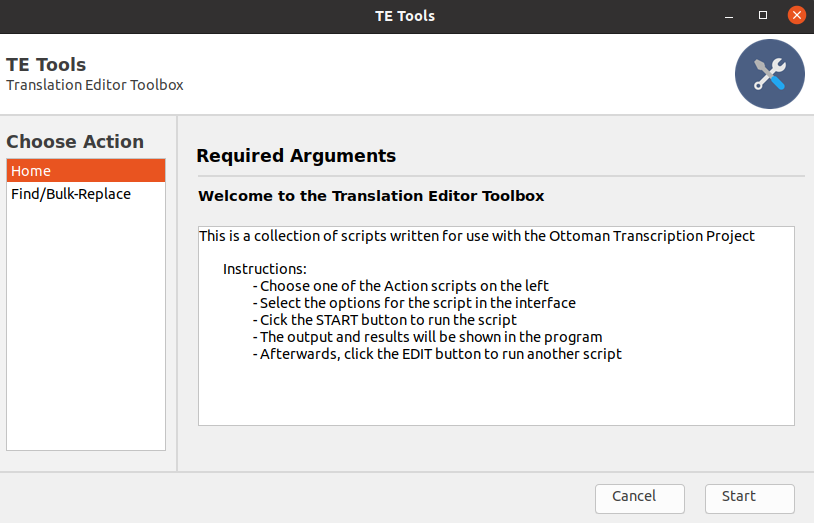 TE Tools
TE Tools
Translation Editor Toolbox
Choose Action
Home
Find/Bulk-Replace
Required Arguments
Welcome to the Translation Editor Toolbox
This is a collection of scripts written for use with the Ottoman Transcription Project
Instructions:
- Choose one of the Action scripts on the left
- Select the options for the script in the interface
- Cick the START button to run the script
- The output and results will be shown in the program
- Afterwards, click the EDIT button to run another script
Cancel
Start